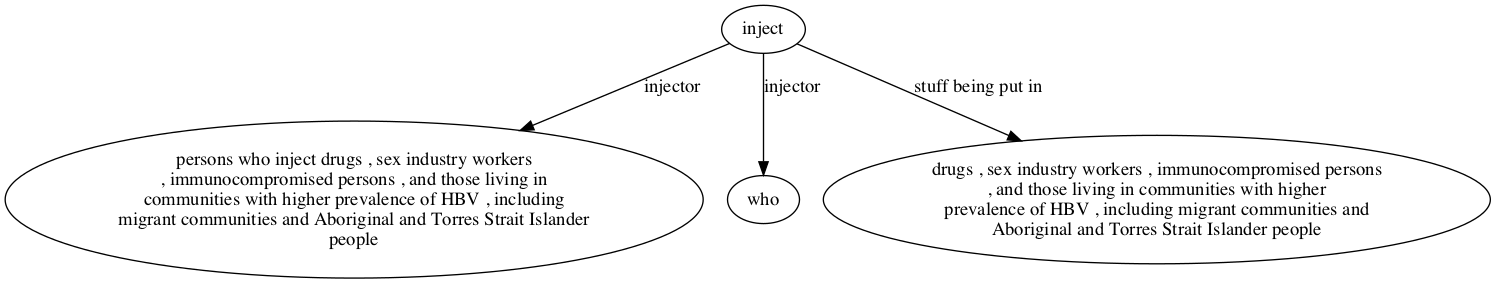 inject
injector
injector
stuff being put in
persons who inject drugs , sex industry workers
, immunocompromised persons , and those living in
communities with higher prevalence of HBV , including
migrant communities and Aboriginal and Torres Strait Islander
people
who
drugs , sex industry workers , immunocompromised persons
, and those living in communities with higher
prevalence of HBV , including migrant communities and
Aboriginal and Torres Strait Islander people